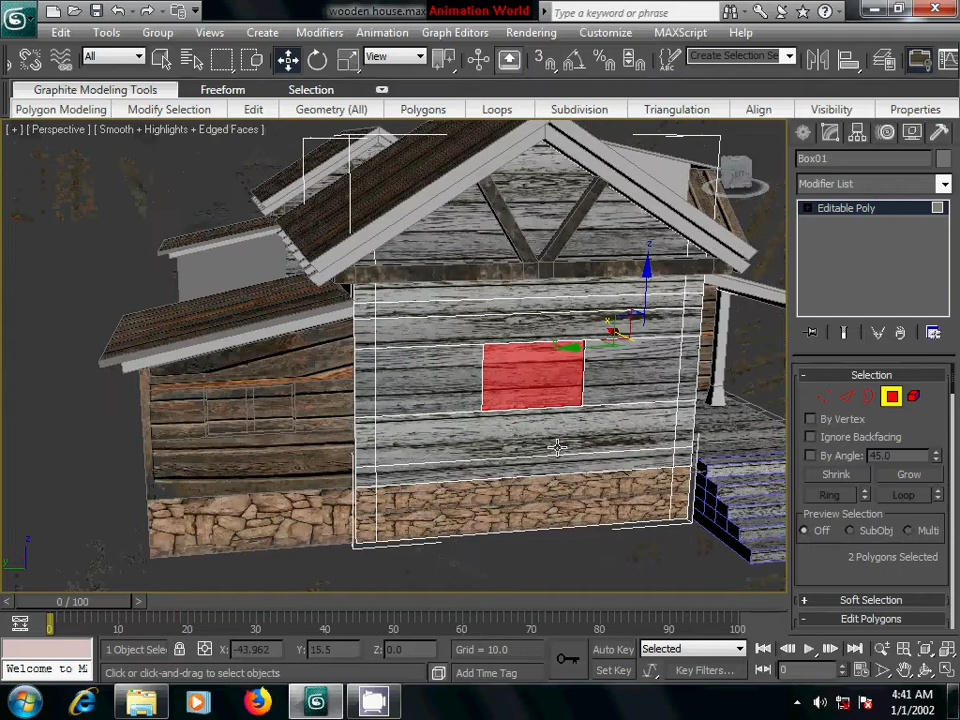 wooden house.max
Animation World
Type a keyword or phrase
Edit
Tools
Group
Views
Create
Modifiers
Animation
Graph Editors
Rendering
Customize
MAXScript
Help
All
View
3
Create Selection Se
Graphite Modeling Tools
Freeform
Selection
Polygon Modeling
Modify Selection
Edit
Geometry (All)
Polygons
Loops
Subdivision
Triangulation
Align
Visibility
Properties
[ + ] [ Perspective ] [ Smooth + Highlights + Edged Faces ]
Box01
Modifier List
Editable Poly
z
x
- Selection
By Vertex
Ignore Backfacing
By Angle: 45.0
Shrink
Grow
Ring
Loop
Preview Selection
Off
SubObj
Multi
2 Polygons Selected
+ Soft Selection
- Edit Polygons
z
y
< 0 / 100 >
0 10 20 30 40 50 60 70 80 90 100
1 Object Selec
X: -43.962
Y: 15.5
Z: 0.0
Grid = 10.0
Auto Key
Selected
Set Key
Key Filters...
0
Welcome to M
Click or click-and-drag to select objects
Add Time Tag
4:41 AM
1/1/2002